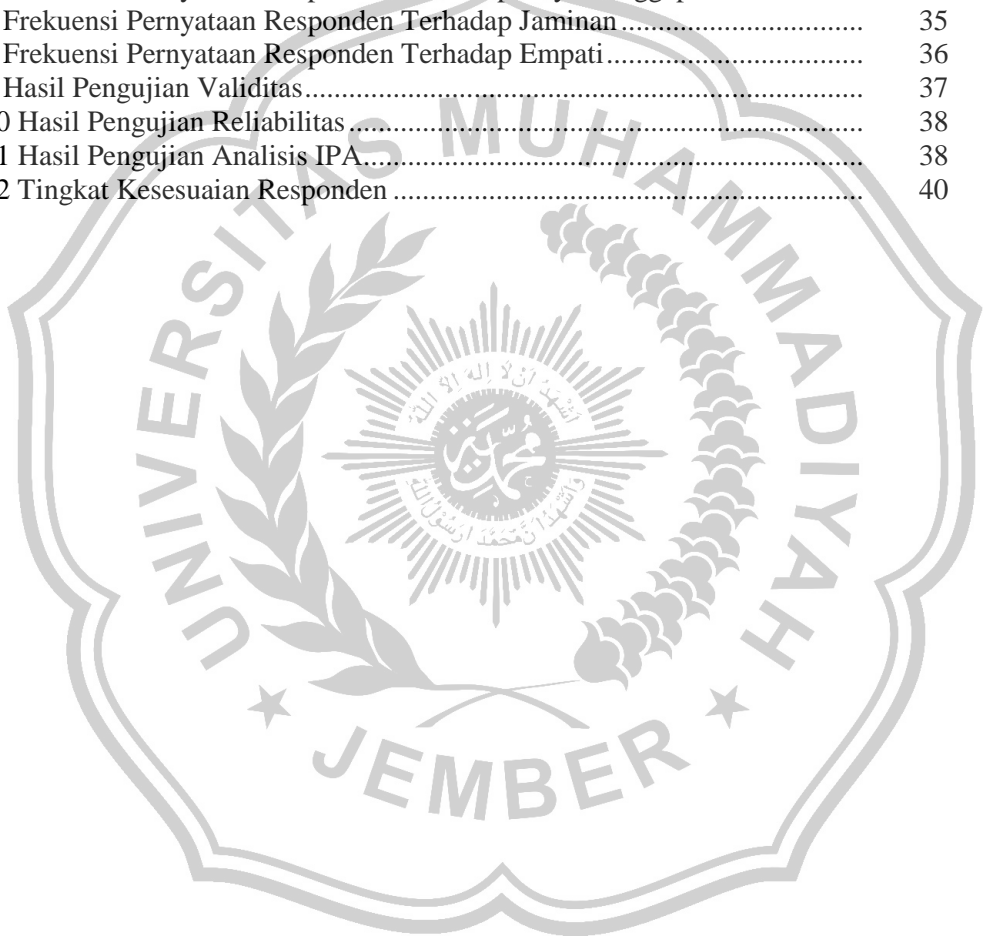 Frekuensi Pernyataan Responden Terhadap Jaminan.................................. 35
Frekuensi Pernyataan Responden Terhadap Empati.................................... 36
Hasil Pengujian Validitas............................................................................... 37
0 Hasil Pengujian Reliabilitas ........................................................................ 38
1 Hasil Pengujian Analisis IPA....................................................................... 38
2 Tingkat Kesesuaian Responden .................................................................. 40
UNIVERSITAS MUHAMMADIYAH
JEMBER